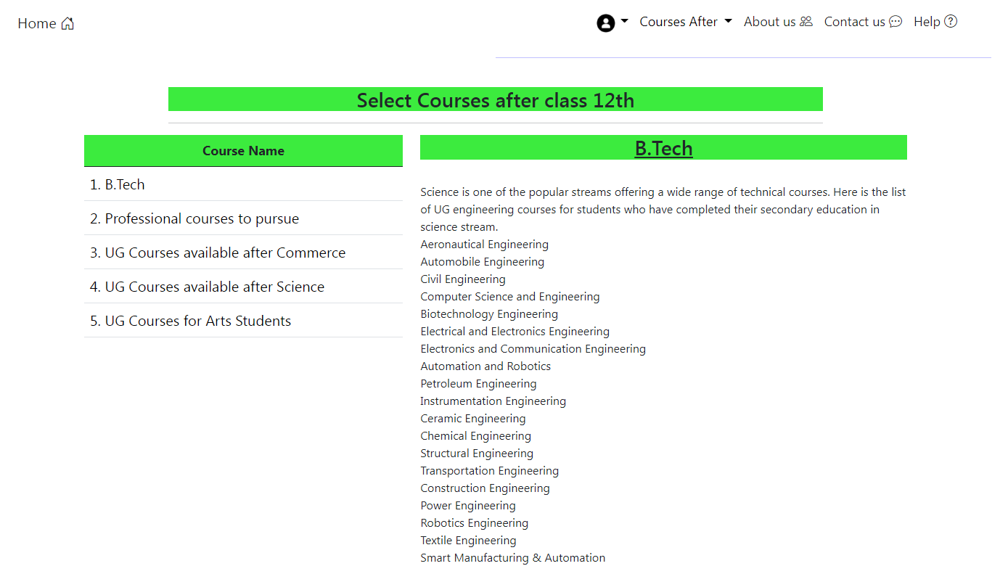 Home
Courses After
About us
Contact us
Help
Select Courses after class 12th
Course Name
1. B.Tech
2. Professional courses to pursue
3. UG Courses available after Commerce
4. UG Courses available after Science
5. UG Courses for Arts Students
B.Tech
Science is one of the popular streams offering a wide range of technical courses. Here is the list
of UG engineering courses for students who have completed their secondary education in
science stream.
Aeronautical Engineering
Automobile Engineering
Civil Engineering
Computer Science and Engineering
Biotechnology Engineering
Electrical and Electronics Engineering
Electronics and Communication Engineering
Automation and Robotics
Petroleum Engineering
Instrumentation Engineering
Ceramic Engineering
Chemical Engineering
Structural Engineering
Transportation Engineering
Construction Engineering
Power Engineering
Robotics Engineering
Textile Engineering
Smart Manufacturing & Automation